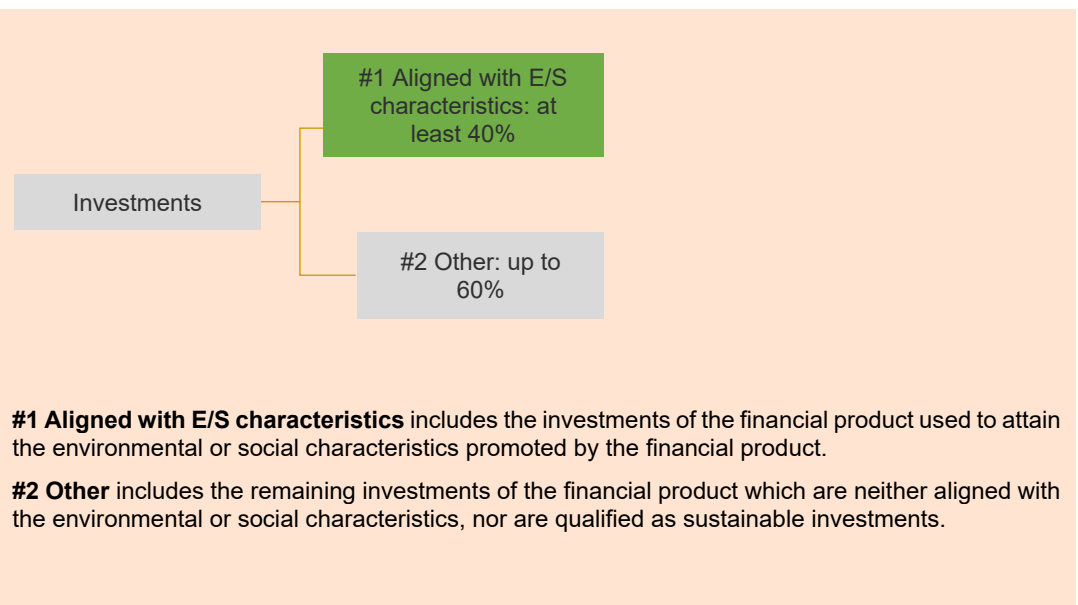 #1 Aligned with E/S
characteristics: at
least 40%
Investments
#2 Other: up to
60%
#1 Aligned with E/S characteristics includes the investments of the financial product used to attain
the environmental or social characteristics promoted by the financial product.
#2 Other includes the remaining investments of the financial product which are neither aligned with
the environmental or social characteristics, nor are qualified as sustainable investments.